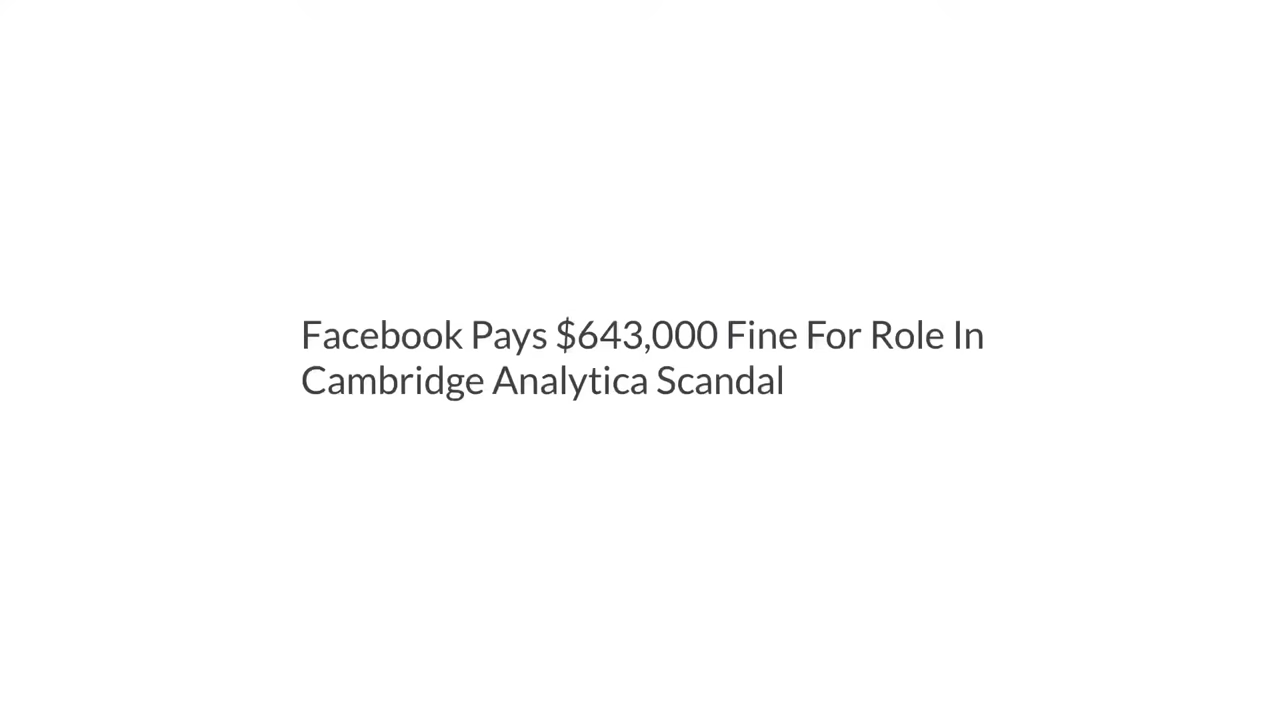 Facebook Pays $643,000 Fine For Role In
Cambridge Analytica Scandal